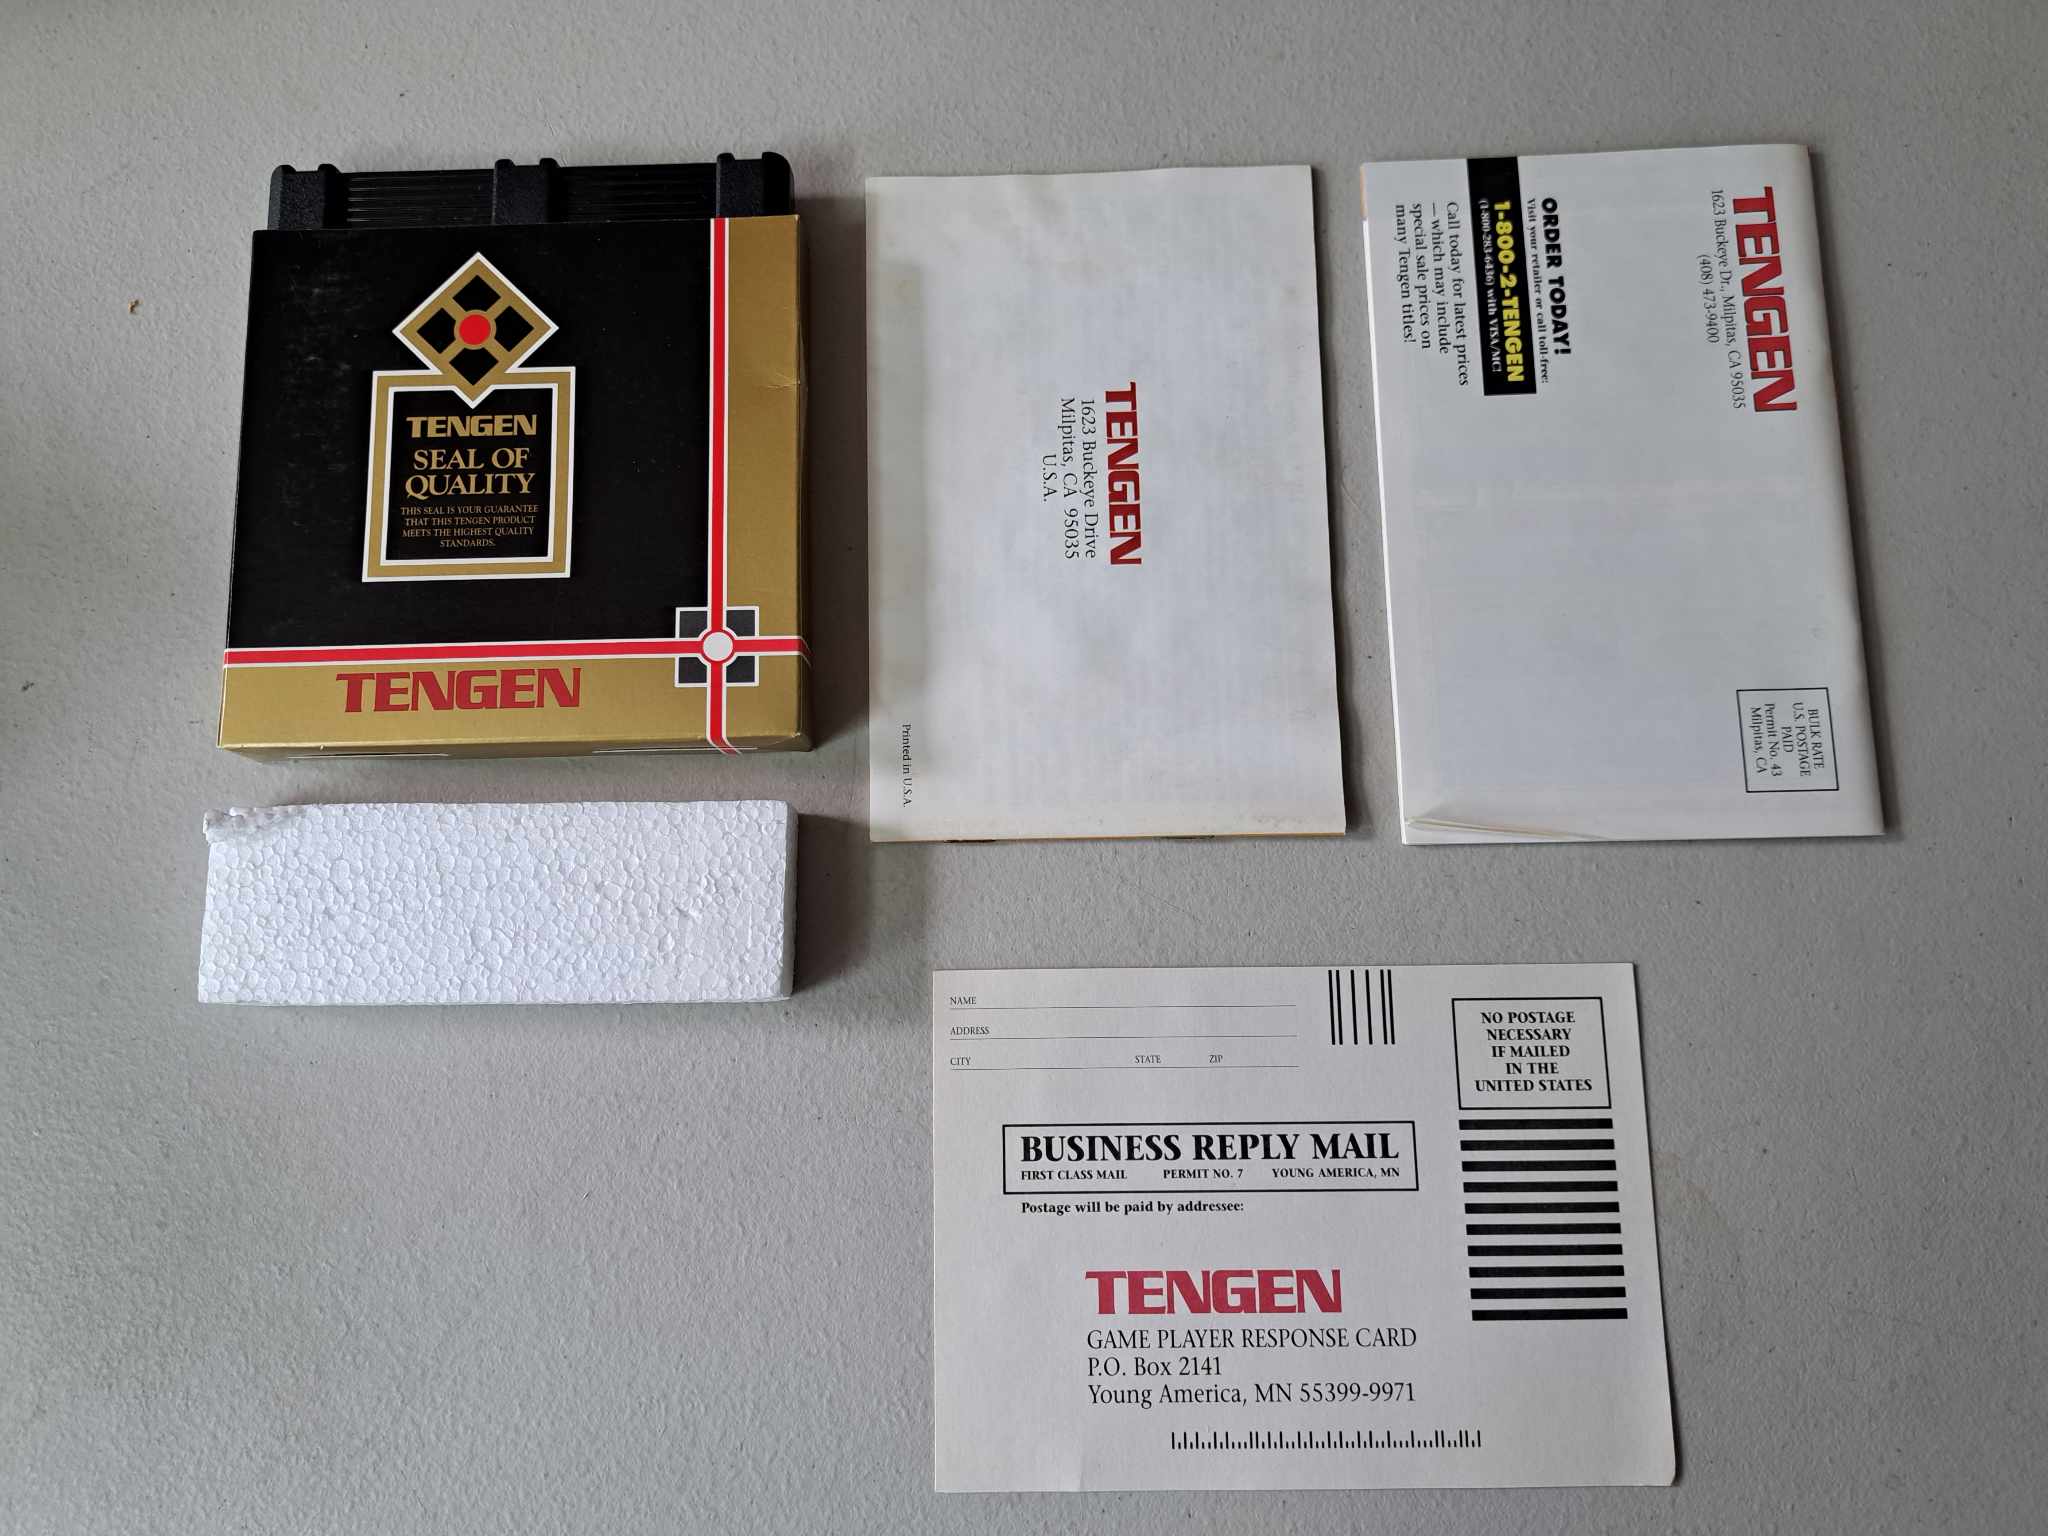 TENGEN
SEAL OF
QUALITY
THIS SEAL IS YOUR GUARANTEE
THAT THIS TENGEN PRODUCT
MEETS THE HIGHEST QUALITY
STANDARDS.
TENGEN
TENGEN
1623 Buckeye Drive
Milpitas, CA 95035
U.S.A.
Printed in U.S.A.
TENGEN
1623 Buckeye Dr., Milpitas, CA 95035
(408) 473-9400
BULK RATE
U.S. POSTAGE
PAID
Permit No. 43
Milpitas, CA
ORDER TODAY!
Visit your retailer or call toll-free:
1-800-2-TENGEN
(1-800-283-6436) with VISA/MC!
Call today for latest prices
— which may include
special sale prices on
many Tengen titles!
NAME
ADDRESS
CITY STATE ZIP
NO POSTAGE
NECESSARY
IF MAILED
IN THE
UNITED STATES
BUSINESS REPLY MAIL
FIRST CLASS MAIL PERMIT NO. 7 YOUNG AMERICA, MN
Postage will be paid by addressee:
TENGEN
GAME PLAYER RESPONSE CARD
P.O. Box 2141
Young America, MN 55399-9971